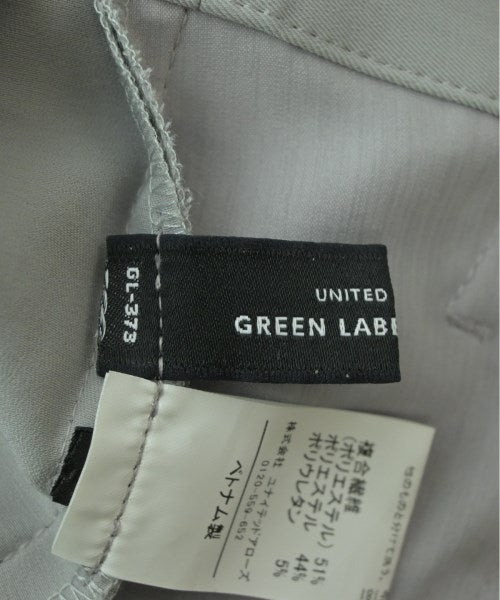 GL-373
UNITED
GREEN LABE
複合繊維
(ポリエステル) 51%
ポリエステル 44%
ポリウレタン 5%
株式会社 ユナイテッドアローズ
0120-559-652
ベトナム製